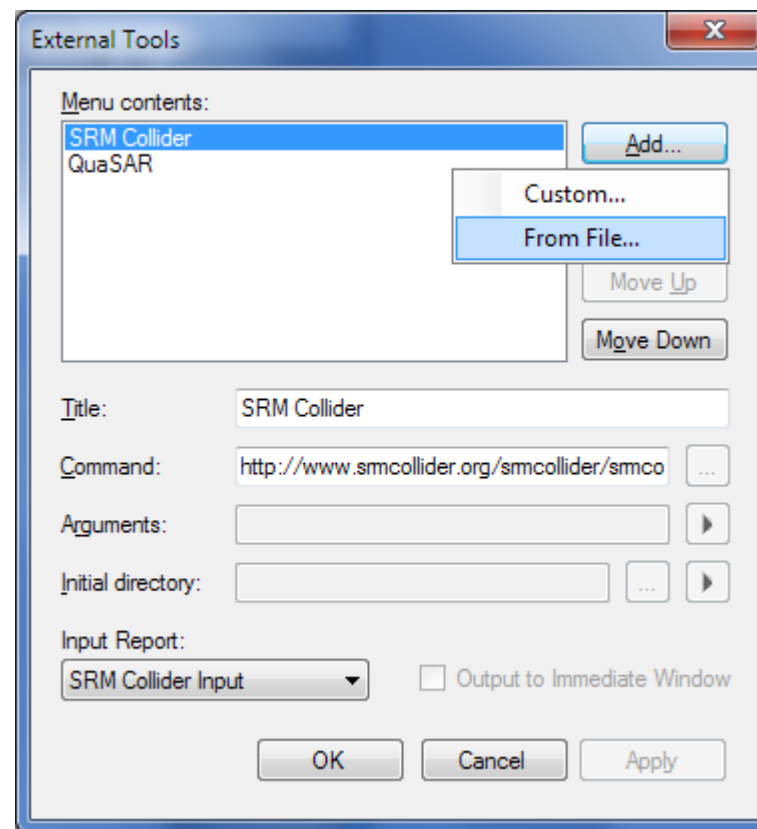 External Tools
Menu contents:
SRM Collider
QuaSAR
Add...
Custom...
From File...
Move Up
Move Down
Title: SRM Collider
Command: http://www.srmcollider.org/srmcollider/srmco ...
Arguments:
Initial directory: ...
Input Report:
SRM Collider Input
Output to Immediate Window
OK Cancel Apply